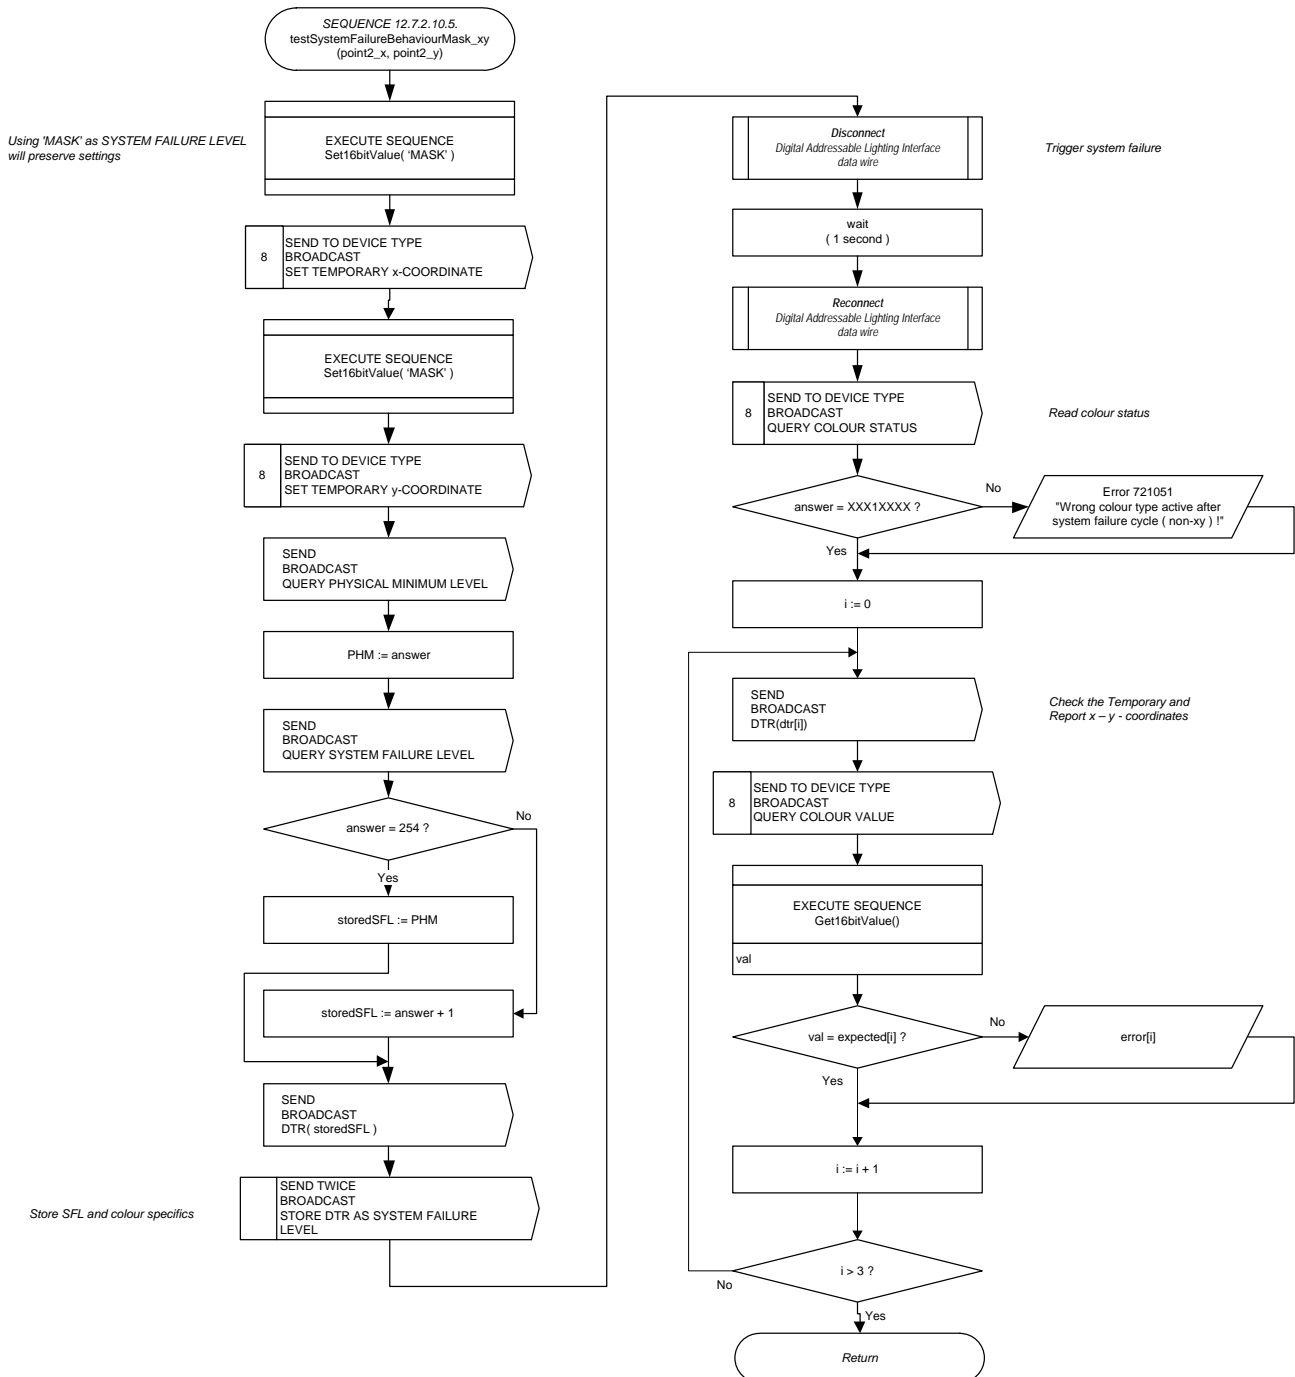 SEQUENCE 12.7.2.10.5.
testSystemFailureBehaviourMask_xy
(point2_x, point2_y)
Using 'MASK' as SYSTEM FAILURE LEVEL
will preserve settings
EXECUTE SEQUENCE
Set16bitValue( ‘MASK’ )
8
SEND TO DEVICE TYPE
BROADCAST
SET TEMPORARY x-COORDINATE
EXECUTE SEQUENCE
Set16bitValue( ‘MASK’ )
8
SEND TO DEVICE TYPE
BROADCAST
SET TEMPORARY y-COORDINATE
SEND
BROADCAST
QUERY PHYSICAL MINIMUM LEVEL
PHM := answer
SEND
BROADCAST
QUERY SYSTEM FAILURE LEVEL
answer = 254 ?
No
Yes
storedSFL := PHM
storedSFL := answer + 1
SEND
BROADCAST
DTR( storedSFL )
Store SFL and colour specifics
SEND TWICE
BROADCAST
STORE DTR AS SYSTEM FAILURE
LEVEL
Disconnect
Digital Addressable Lighting Interface
data wire
Trigger system failure
wait
( 1 second )
Reconnect
Digital Addressable Lighting Interface
data wire
8
SEND TO DEVICE TYPE
BROADCAST
QUERY COLOUR STATUS
Read colour status
answer = XXX1XXXX ?
No
Error 721051
"Wrong colour type active after
system failure cycle ( non-xy ) !"
Yes
i := 0
SEND
BROADCAST
DTR(dtr[i])
Check the Temporary and
Report x – y - coordinates
8
SEND TO DEVICE TYPE
BROADCAST
QUERY COLOUR VALUE
EXECUTE SEQUENCE
Get16bitValue()
val
val = expected[i] ?
No
error[i]
Yes
i := i + 1
i > 3 ?
No
Yes
Return